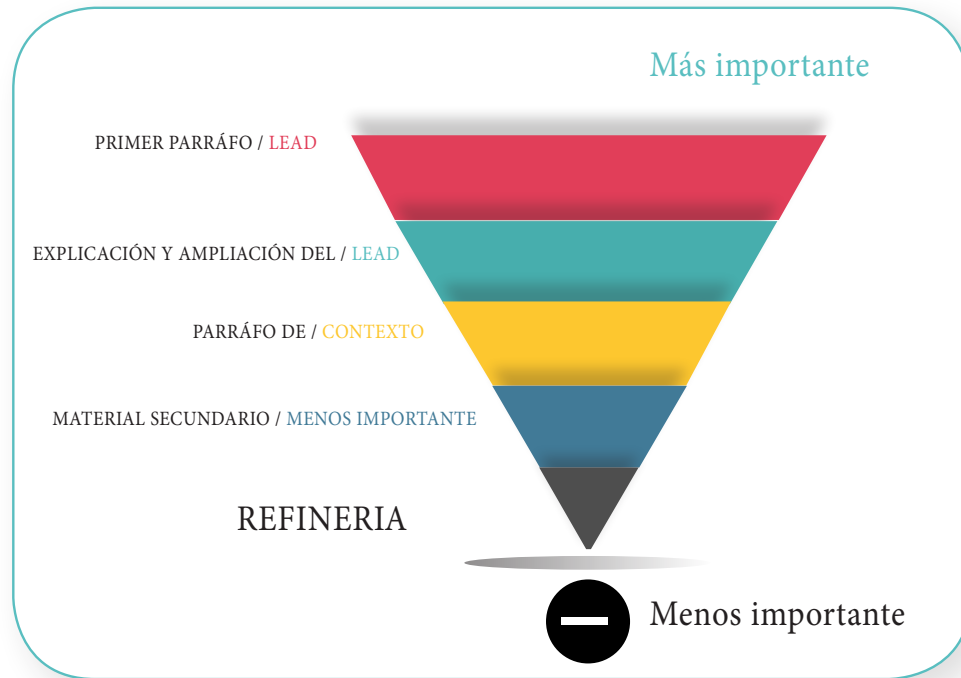 Más importante
PRIMER PARRÁFO / LEAD
EXPLICACIÓN Y AMPLIACIÓN DEL / LEAD
PARRÁFO DE / CONTEXTO
MATERIAL SECUNDARIO / MENOS IMPORTANTE
REFINERIA
Menos importante